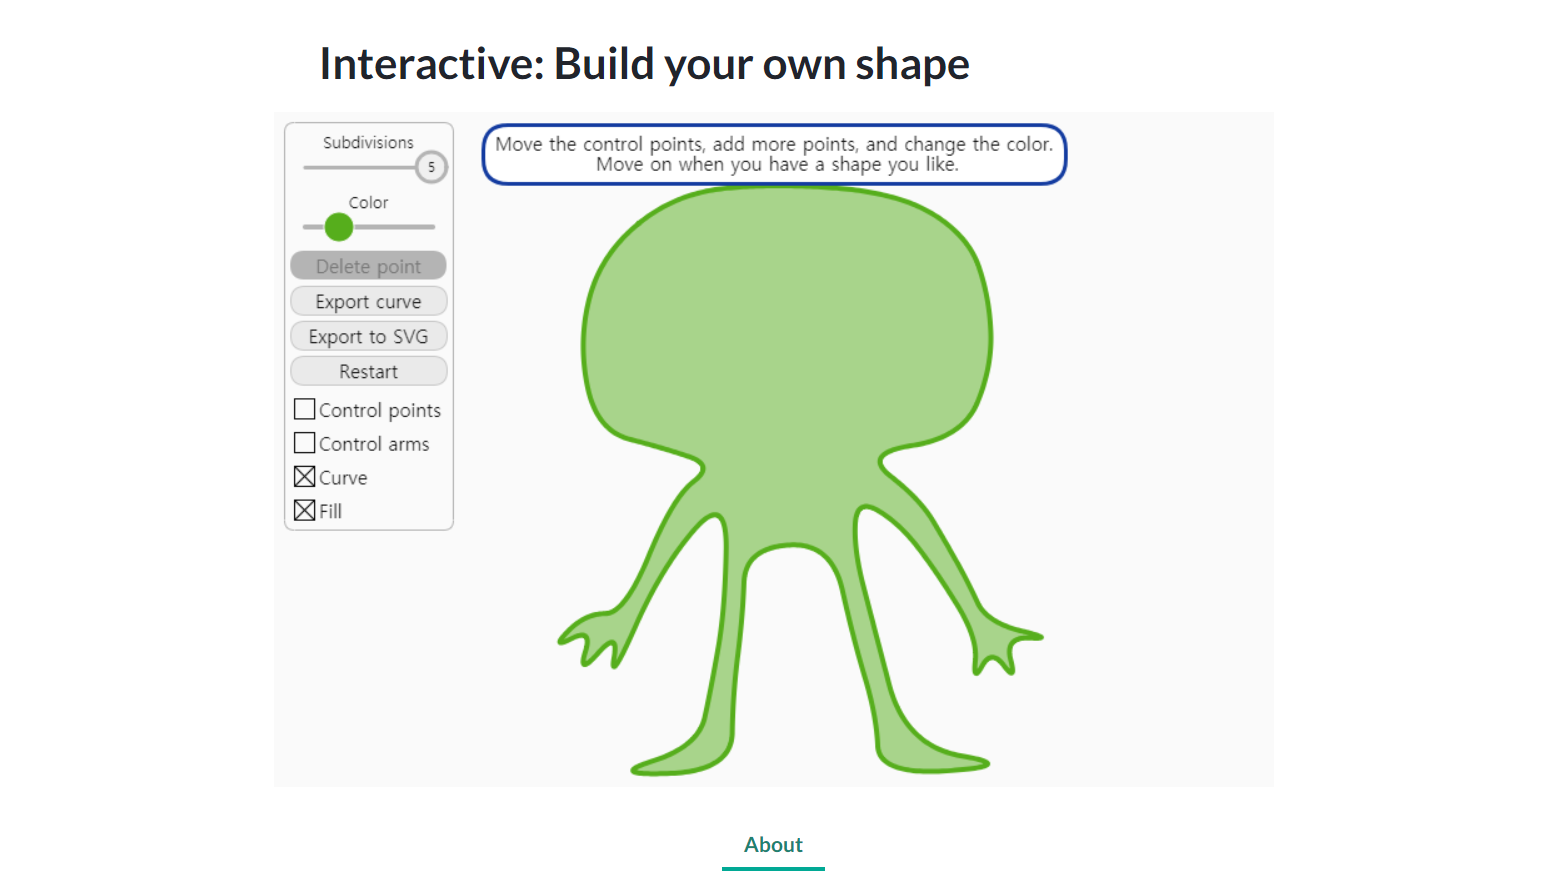 Interactive: Build your own shape
Subdivisions
5
Color
Delete point
Export curve
Export to SVG
Restart
Control points
Control arms
Curve
Fill
Move the control points, add more points, and change the color.
Move on when you have a shape you like.
About